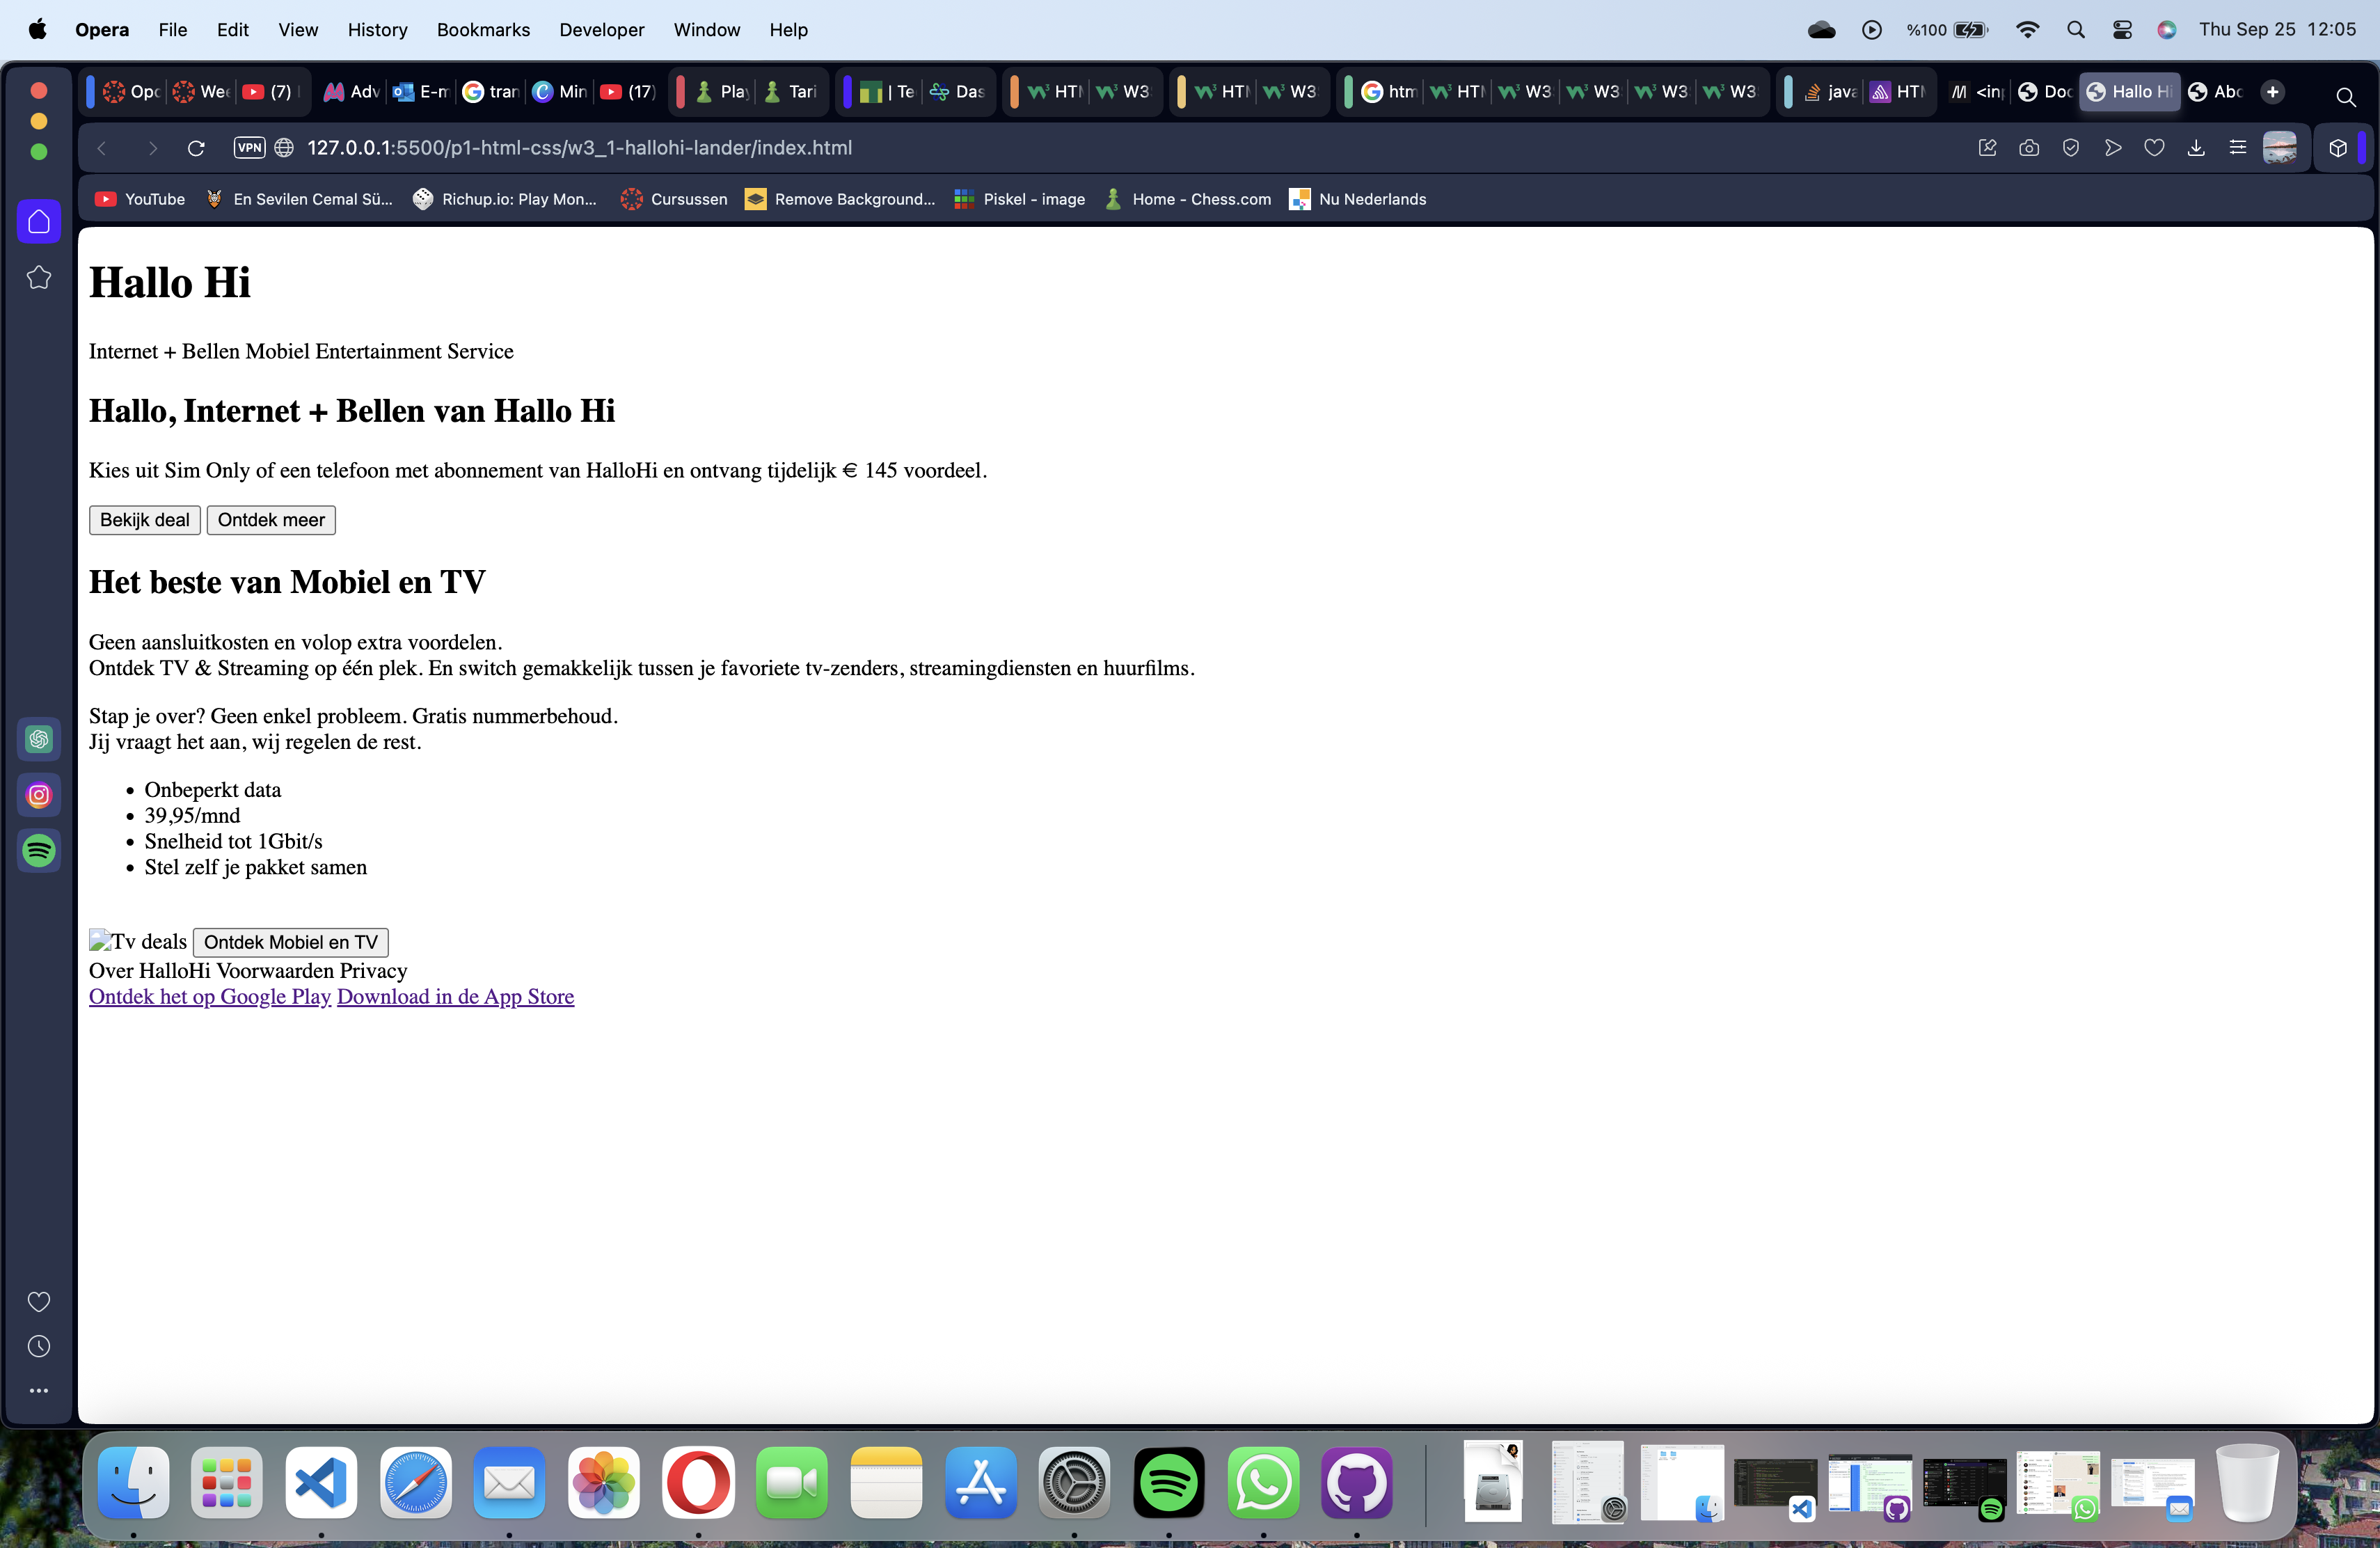 Opera File Edit View History Bookmarks Developer Window Help %100 Thu Sep 25 12:05
Opc Wee (7) Adv E-m tran Min (17) Play Tari | Te Das HTM W3 HTM W3 htm HTM W3 W3 W3 W3 java HTM <inp Doc Hallo Hi Abo
VPN 127.0.0.1:5500/p1-html-css/w3_1-hallohi-lander/index.html
YouTube En Sevilen Cemal Sü... Richup.io: Play Mon... Cursussen Remove Background... Piskel - image Home - Chess.com Nu Nederlands
Hallo Hi
Internet + Bellen Mobiel Entertainment Service
Hallo, Internet + Bellen van Hallo Hi
Kies uit Sim Only of een telefoon met abonnement van HalloHi en ontvang tijdelijk € 145 voordeel.
Bekijk deal Ontdek meer
Het beste van Mobiel en TV
Geen aansluitkosten en volop extra voordelen.
Ontdek TV & Streaming op één plek. En switch gemakkelijk tussen je favoriete tv-zenders, streamingdiensten en huurfilms.
Stap je over? Geen enkel probleem. Gratis nummerbehoud.
Jij vraagt het aan, wij regelen de rest.
Onbeperkt data
39,95/mnd
Snelheid tot 1Gbit/s
Stel zelf je pakket samen
Tv deals Ontdek Mobiel en TV
Over HalloHi Voorwaarden Privacy
Ontdek het op Google Play Download in de App Store